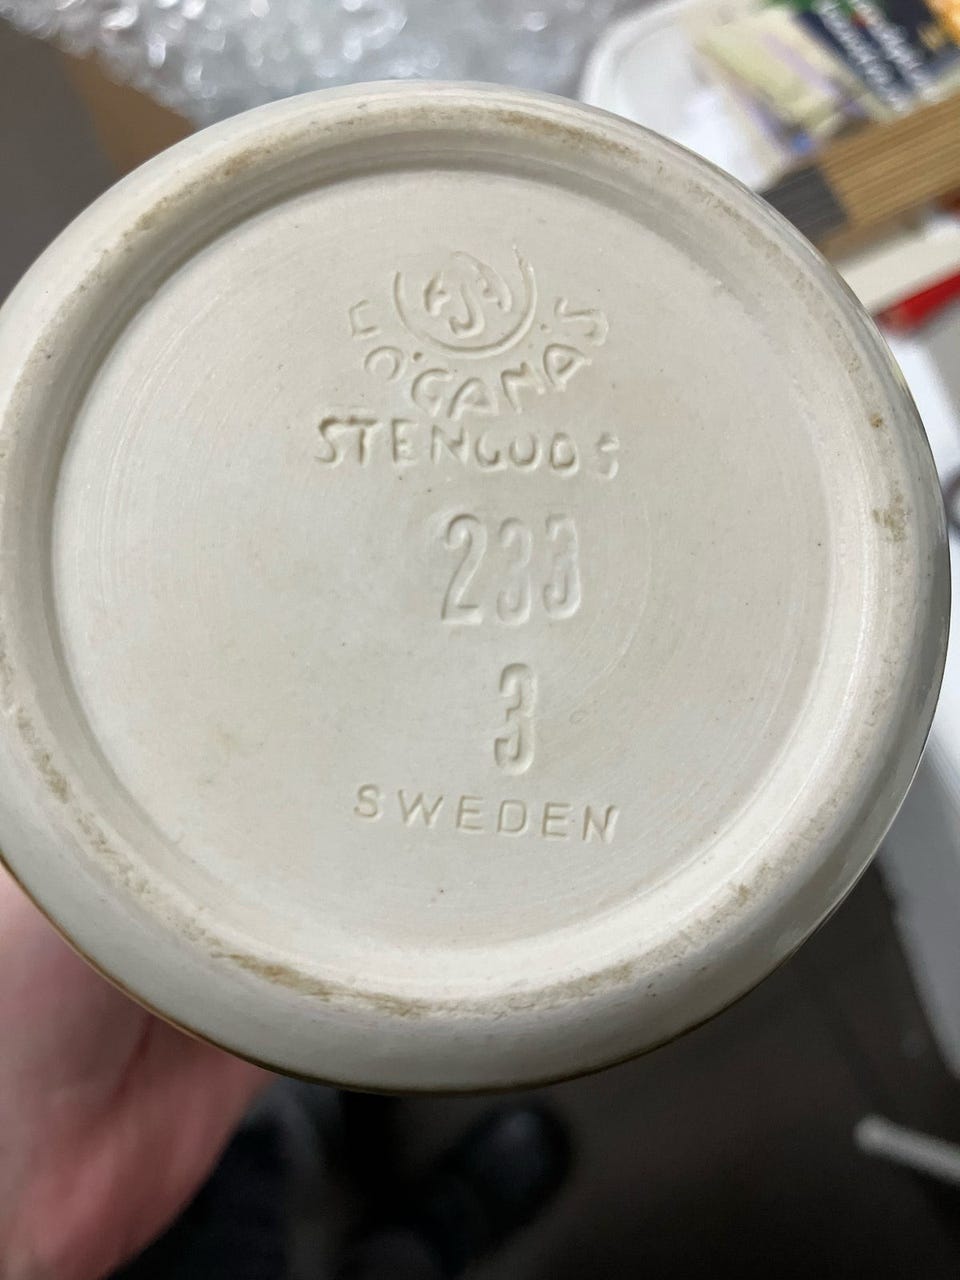 HÖGANÄS
STENGODS
233
3
SWEDEN